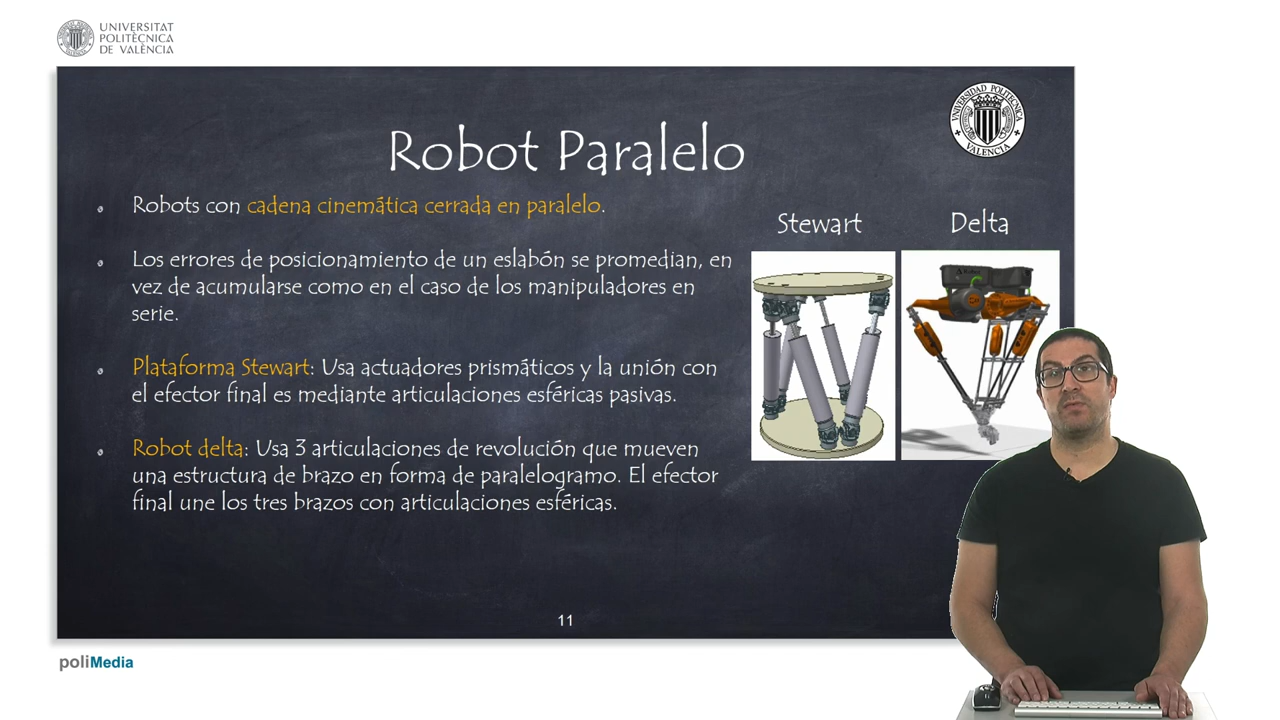 UNIVERSITAT
POLITÈCNICA
DE VALÈNCIA
UNIVERSIDAD POLITECNICA
VALENCIA
Robot Paralelo
Robots con cadena cinemática cerrada en paralelo.
Stewart
Delta
Los errores de posicionamiento de un eslabón se promedian, en
vez de acumularse como en el caso de los manipuladores en
serie.
Plataforma Stewart: Usa actuadores prismáticos y la unión con
el efector final es mediante articulaciones esféricas pasivas.
Robot delta: Usa 3 articulaciones de revolución que mueven
una estructura de brazo en forma de paralelogramo. El efector
final une los tres brazos con articulaciones esféricas.
11
poliMedia